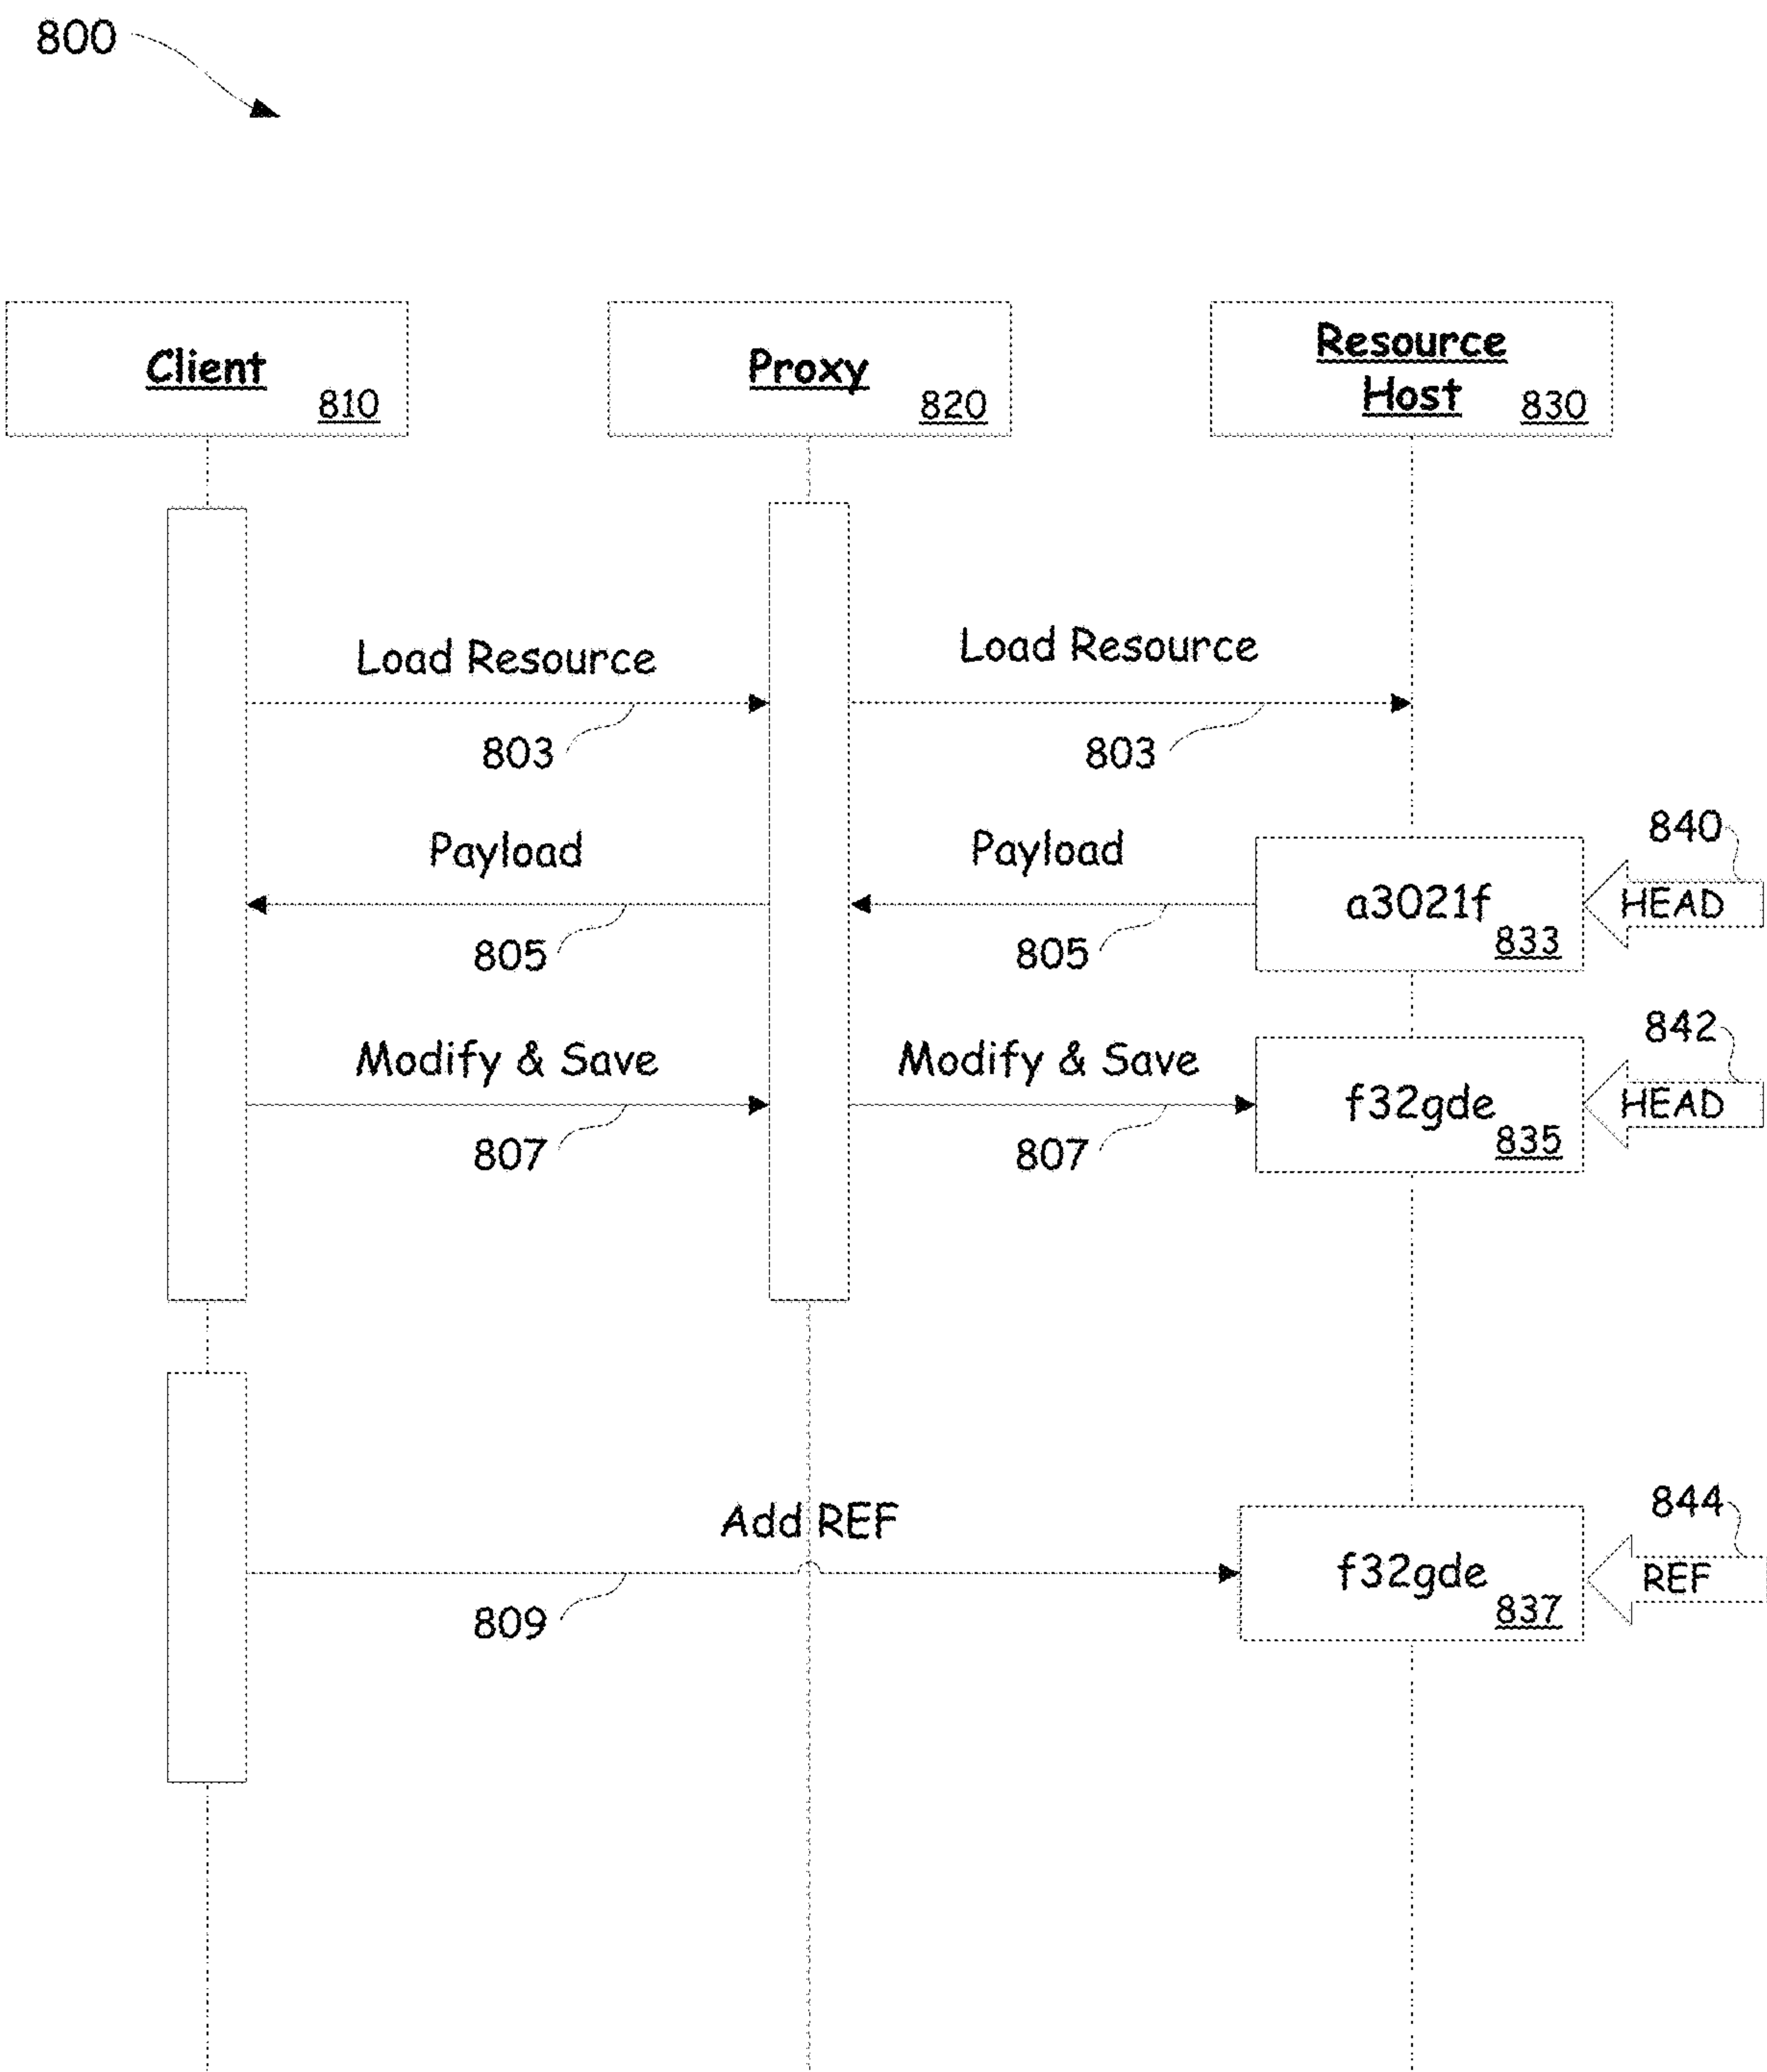 800
Client
810
Proxy
820
Resource
Host
830
Load Resource
803
Load Resource
803
Payload
805
Payload
805
a3021f
833
840
HEAD
Modify & Save
807
Modify & Save
807
f32gde
835
842
HEAD
Add REF
809
f32gde
837
844
REF